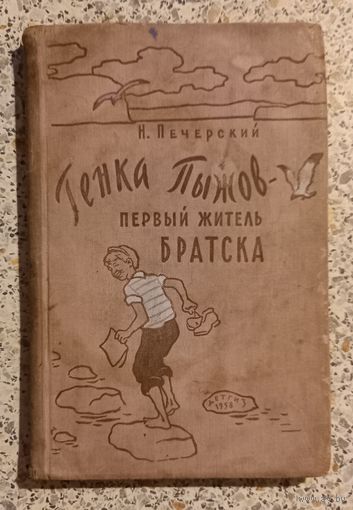 Н. Печерский
Генка Пыжов-
ПЕРВЫЙ ЖИТЕЛЬ
БРАТСКА
ДЕТГИЗ
1958